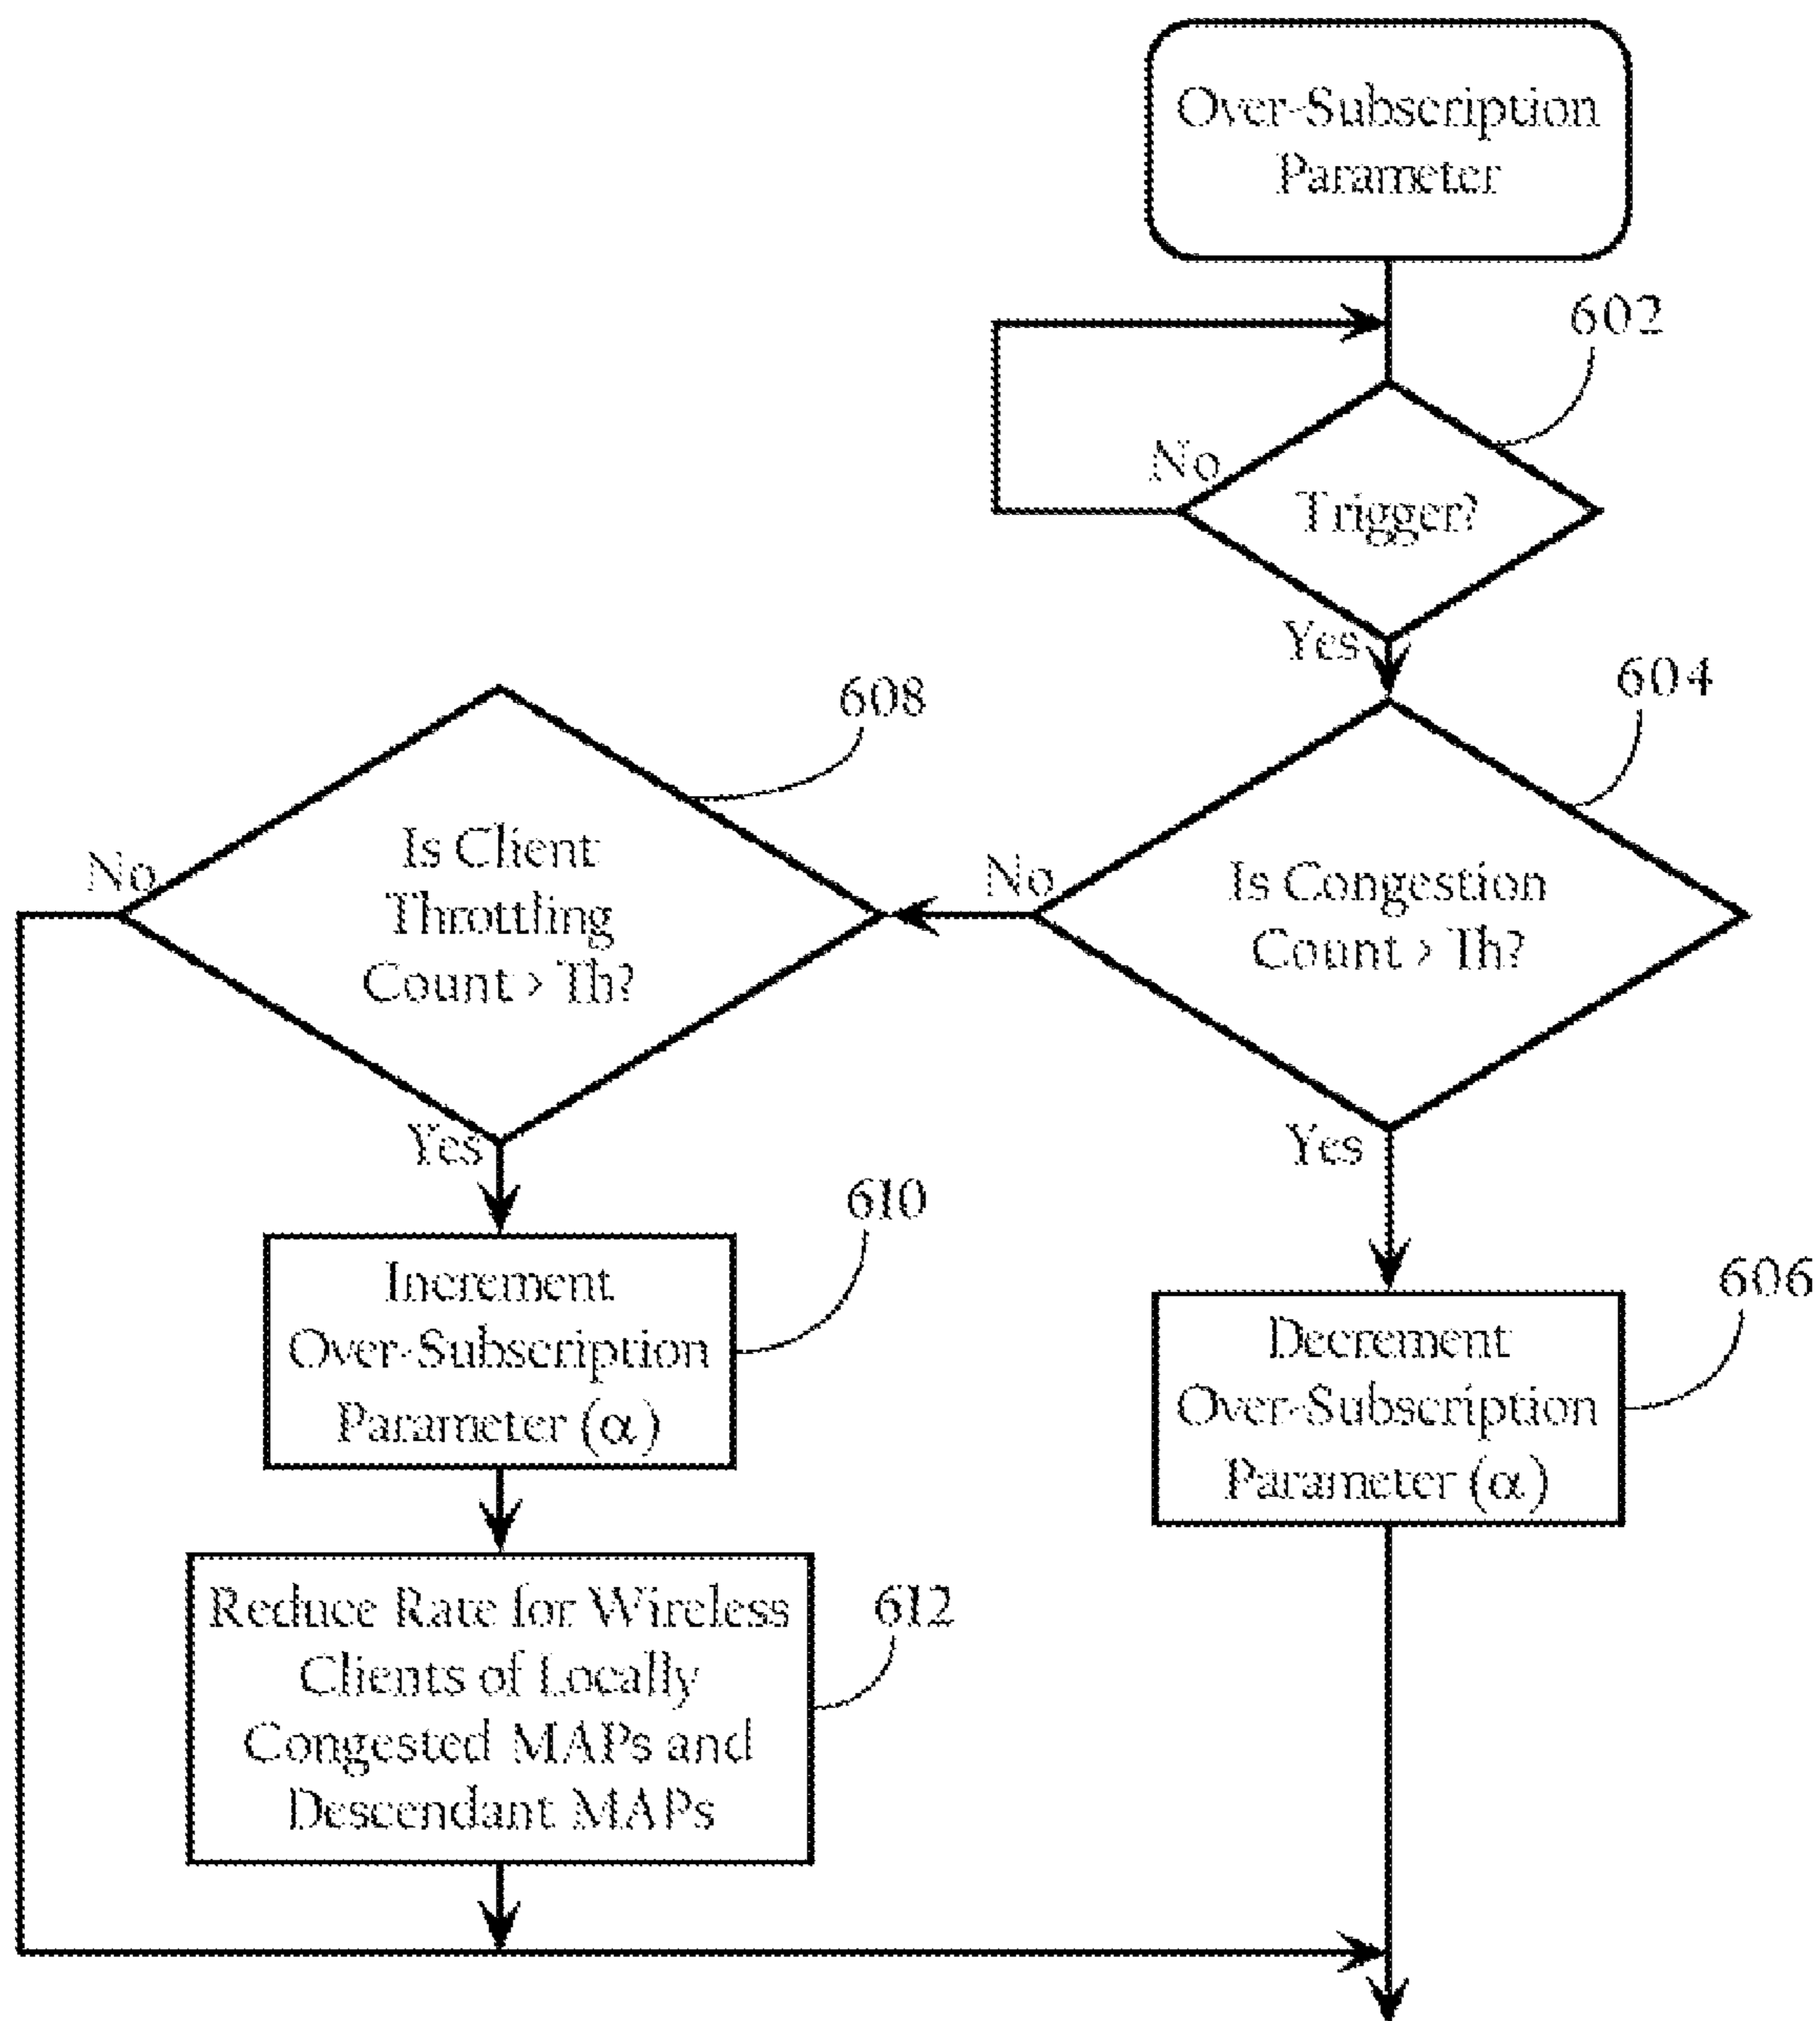 Over-Subscription
Parameter
602
No
Trigger?
Yes
604
608
Is Congestion
Count > Th?
No
Yes
Is Client
Throttling
Count > Th?
No
Yes
610
Increment
Over-Subscription
Parameter (α)
606
Decrement
Over-Subscription
Parameter (α)
612
Reduce Rate for Wireless
Clients of Locally
Congested MAPs and
Descendant MAPs